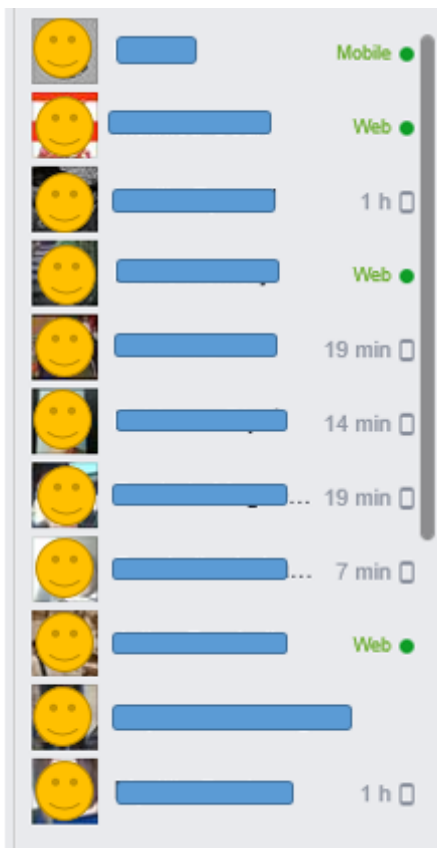 Mobile
Web
1 h
Web
19 min
14 min
... 19 min
... 7 min
Web
1 h